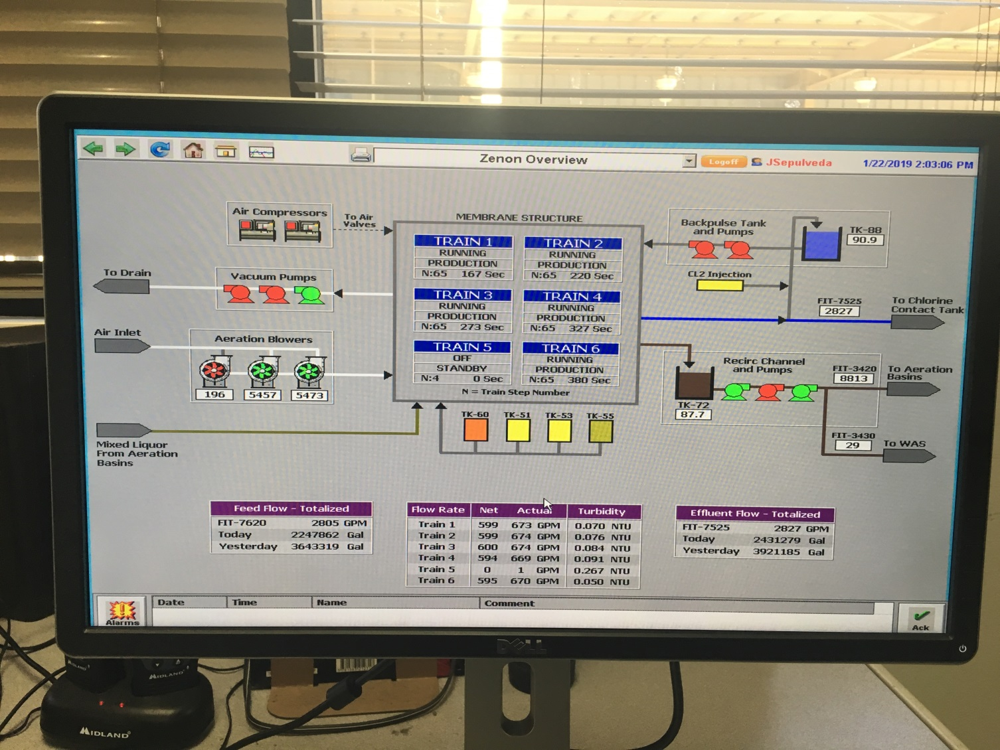 Zenon Overview
Logoff
JSepulveda
1/22/2019 2:03:06 PM
Air Compressors
To Air
Valves
MEMBRANE STRUCTURE
Backpulse Tank
and Pumps
TK-88
90.9
To Drain
Vacuum Pumps
CL2 Injection
FIT-7525
2827
To Chlorine
Contact Tank
TRAIN 1
RUNNING
PRODUCTION
N:65 167 Sec
TRAIN 2
RUNNING
PRODUCTION
N:65 220 Sec
TRAIN 3
RUNNING
PRODUCTION
N:65 273 Sec
TRAIN 4
RUNNING
PRODUCTION
N:65 327 Sec
TRAIN 5
OFF
STANDBY
N:4 0 Sec
TRAIN 6
RUNNING
PRODUCTION
N:65 380 Sec
N = Train Step Number
Air Inlet
Aeration Blowers
196 5457 5473
Recirc Channel
and Pumps
FIT-3420
8813
To Aeration
Basins
TK-72
87.7
FIT-3430
29
To WAS
Mixed Liquor
From Aeration
Basins
TK-60 TK-51 TK-53 TK-55
Feed Flow - Totalized
FIT-7620 2805 GPM
Today 2247862 Gal
Yesterday 3643319 Gal
Flow Rate Net Actual Turbidity
Train 1 599 673 GPM 0.070 NTU
Train 2 599 674 GPM 0.076 NTU
Train 3 600 674 GPM 0.084 NTU
Train 4 594 669 GPM 0.091 NTU
Train 5 0 1 GPM 0.267 NTU
Train 6 595 670 GPM 0.050 NTU
Effluent Flow - Totalized
FIT-7525 2827 GPM
Today 2431279 Gal
Yesterday 3921185 Gal
Alarms
Date Time Name Comment
Ack
DELL
MIDLAND
MIDLAND
MIDLAND